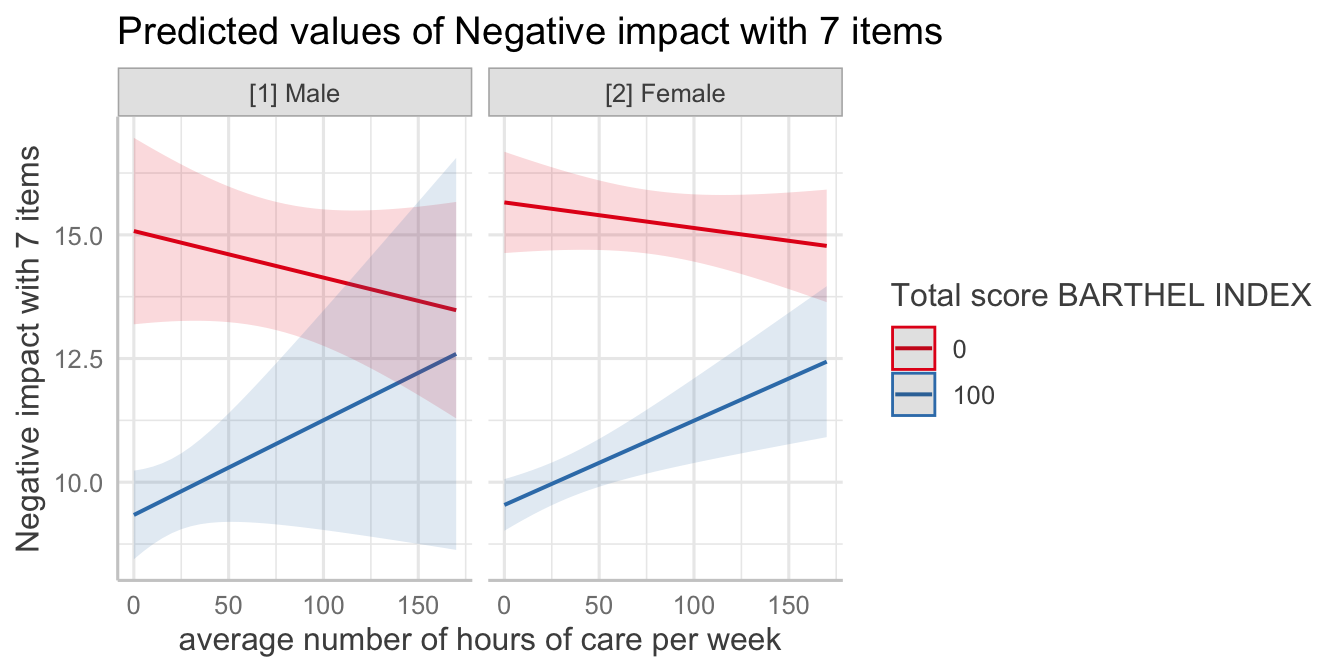 Predicted values of Negative impact with 7 items
[1] Male
[2] Female
Negative impact with 7 items
15.0
12.5
10.0
0 50 100 150
0 50 100 150
average number of hours of care per week
Total score BARTHEL INDEX
0
100